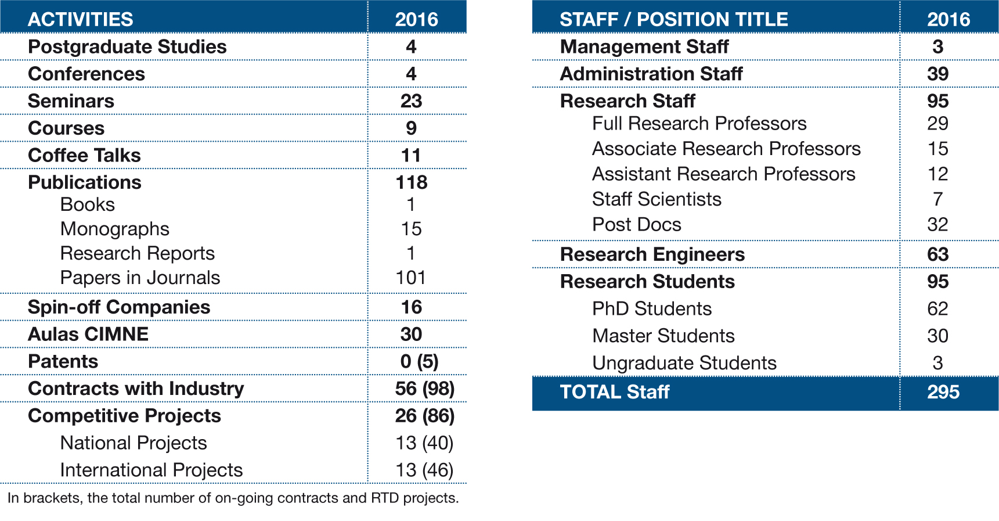 ACTIVITIES 2016
Postgraduate Studies 4
Conferences 4
Seminars 23
Courses 9
Coffee Talks 11
Publications 118
Books 1
Monographs 15
Research Reports 1
Papers in Journals 101
Spin-off Companies 16
Aulas CIMNE 30
Patents 0 (5)
Contracts with Industry 56 (98)
Competitive Projects 26 (86)
National Projects 13 (40)
International Projects 13 (46)
In brackets, the total number of on-going contracts and RTD projects.
STAFF / POSITION TITLE 2016
Management Staff 3
Administration Staff 39
Research Staff 95
Full Research Professors 29
Associate Research Professors 15
Assistant Research Professors 12
Staff Scientists 7
Post Docs 32
Research Engineers 63
Research Students 95
PhD Students 62
Master Students 30
Ungraduate Students 3
TOTAL Staff 295